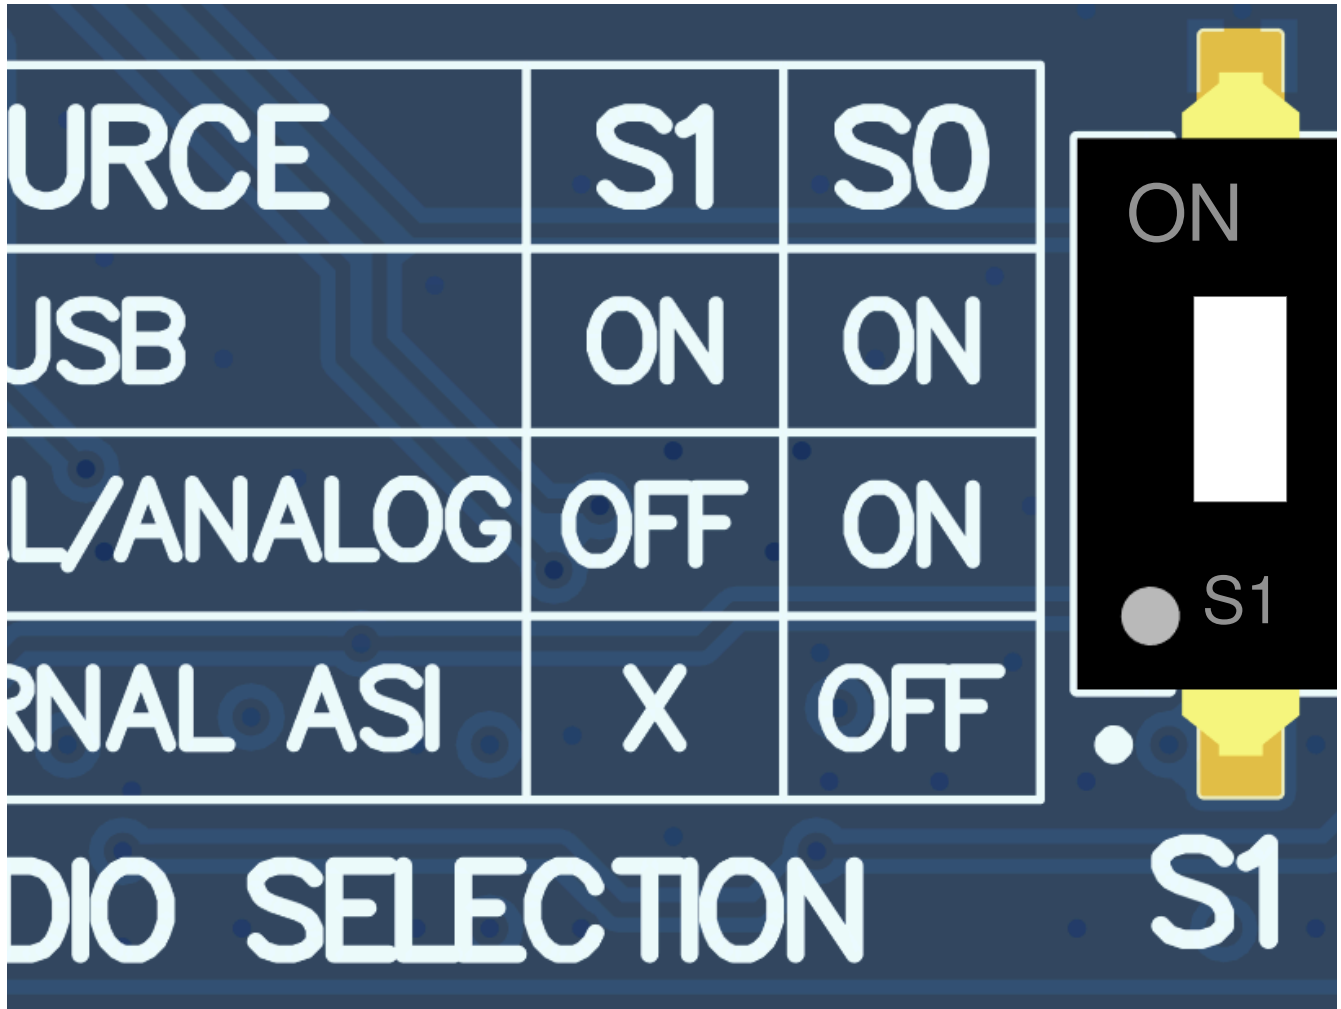 URCE S1 S0
USB ON ON
L/ANALOG OFF ON
RNAL ASI X OFF
DIO SELECTION
ON
S1
S1